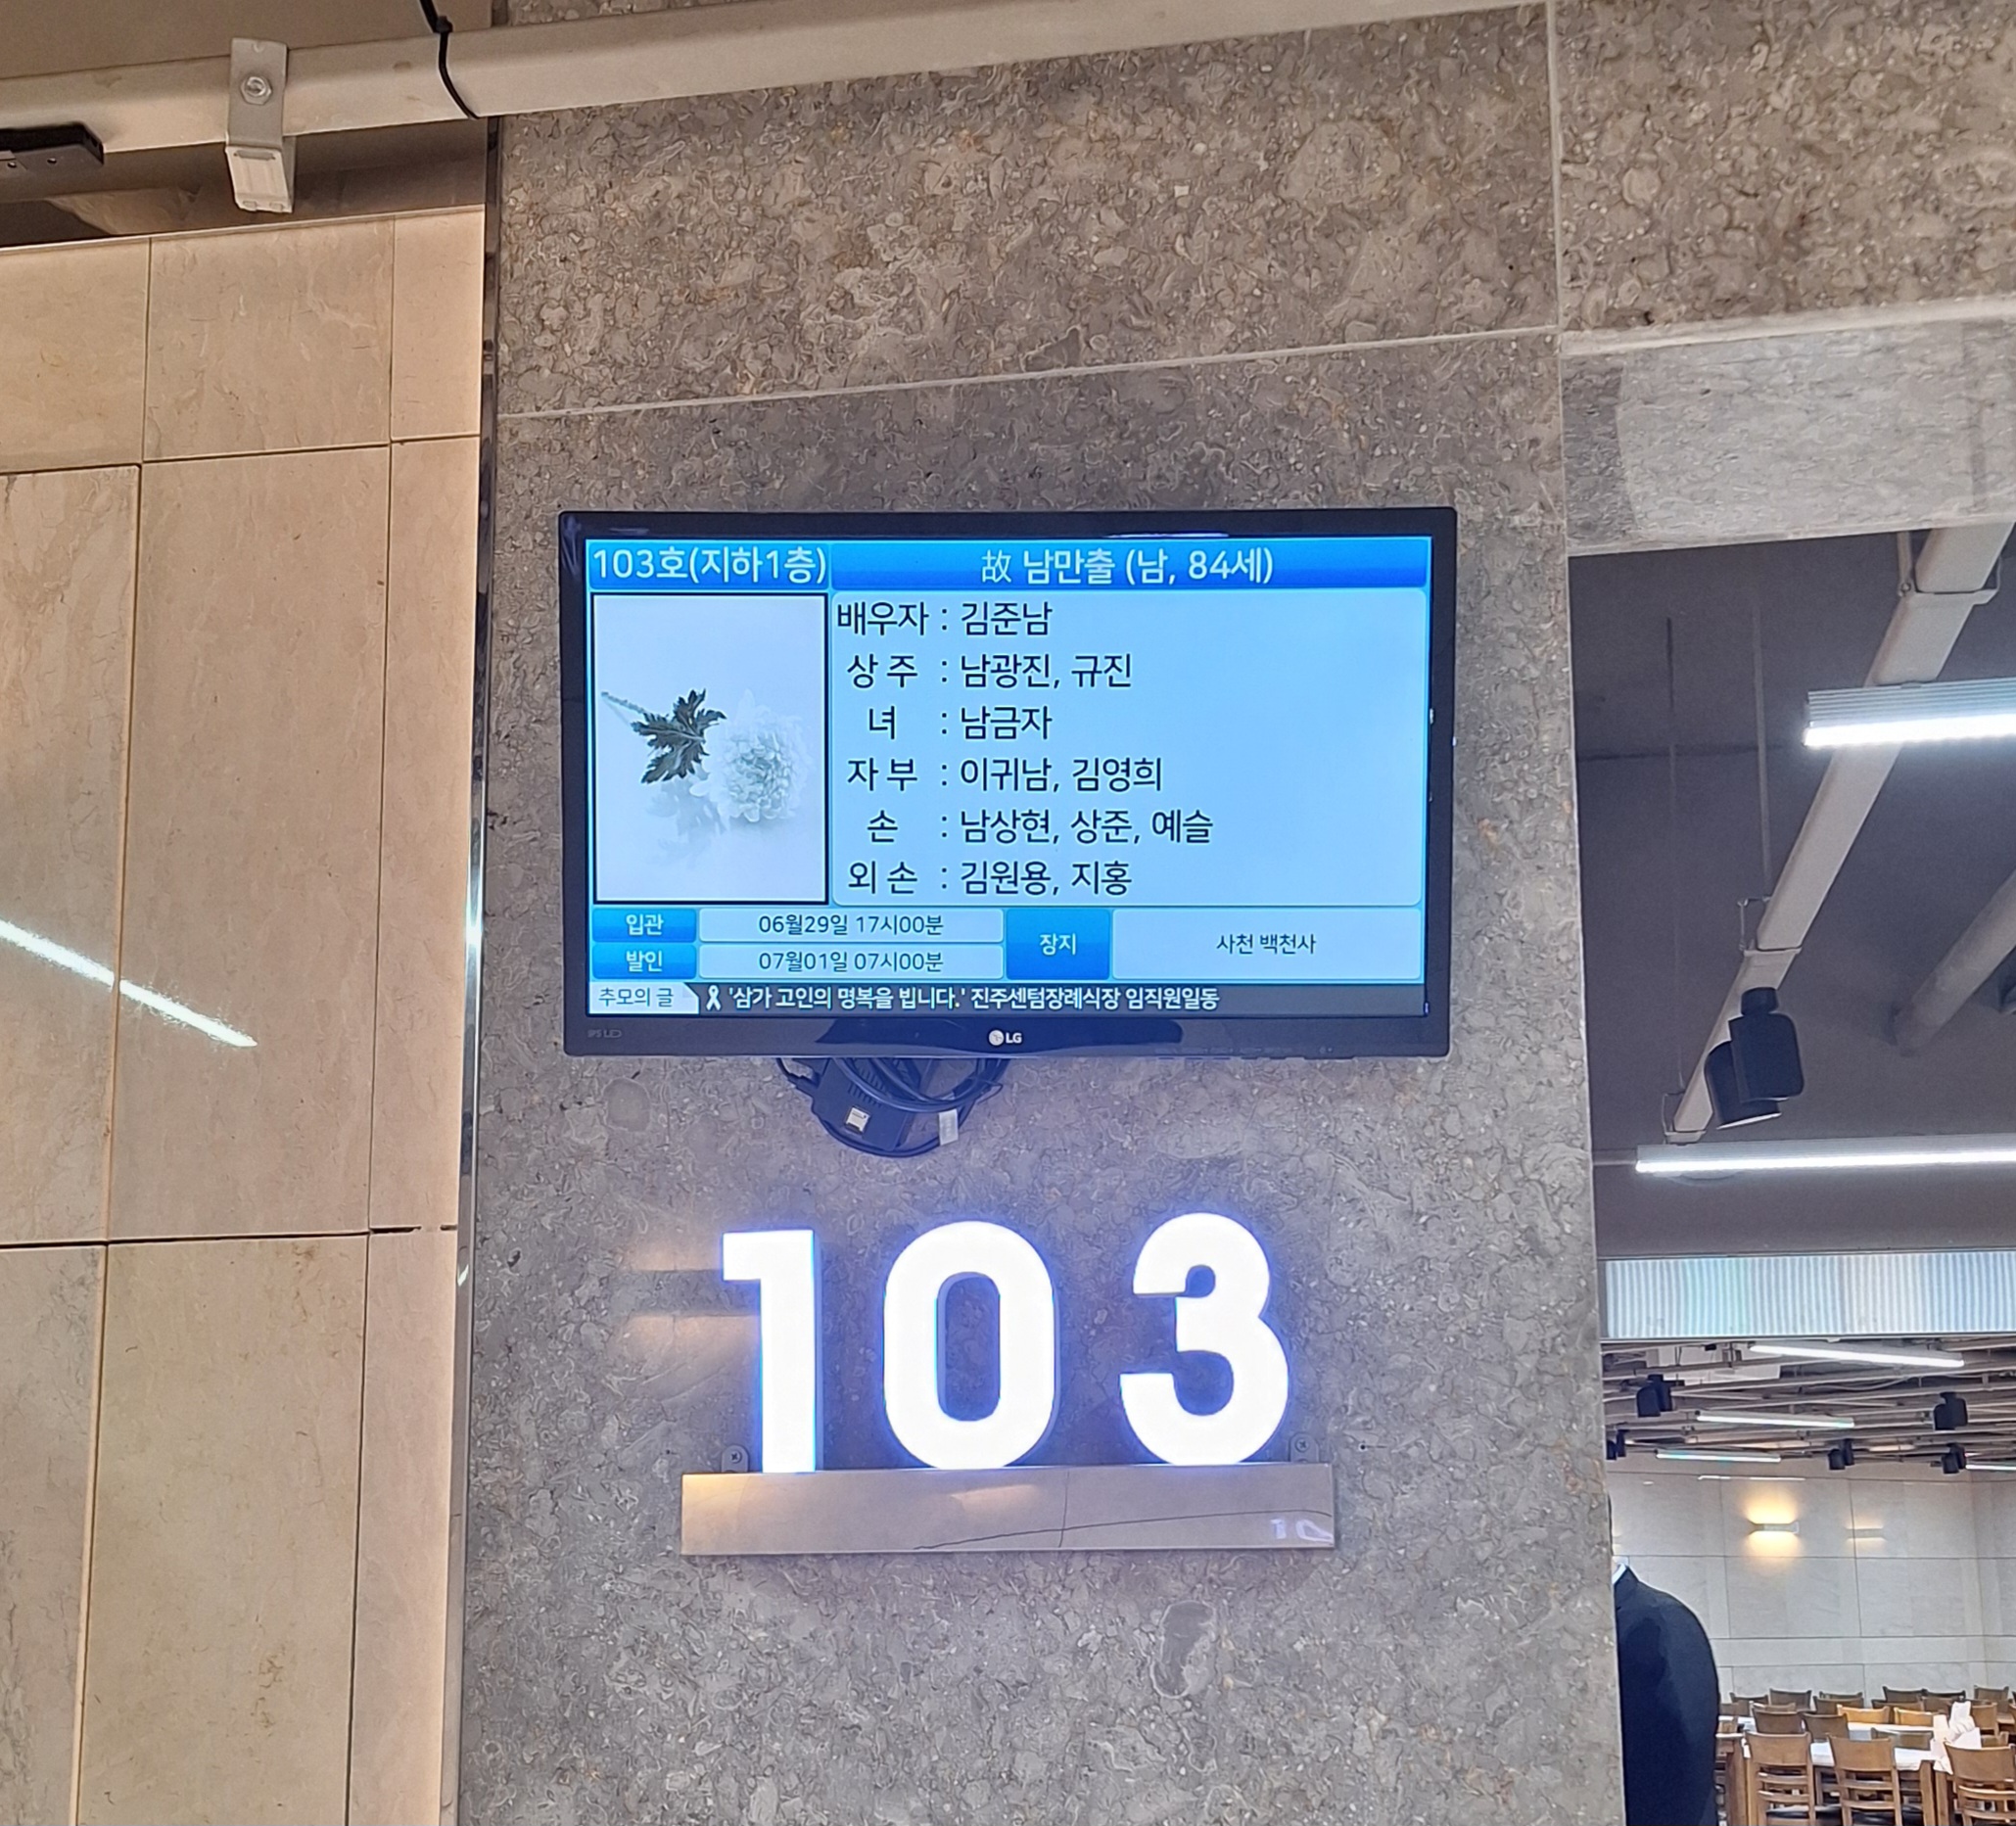 103호(지하1층)
故 남만출 (남, 84세)
배우자 : 김준남
상 주 : 남광진, 규진
녀 : 남금자
자 부 : 이귀남, 김영희
손 : 남상현, 상준, 예슬
외 손 : 김원용, 지홍
입관 06월29일 17시00분
발인 07월01일 07시00분
장지 사천 백천사
추모의 글 '삼가 고인의 명복을 빕니다.' 진주센텀장례식장 임직원일동
IPS LED
LG
103